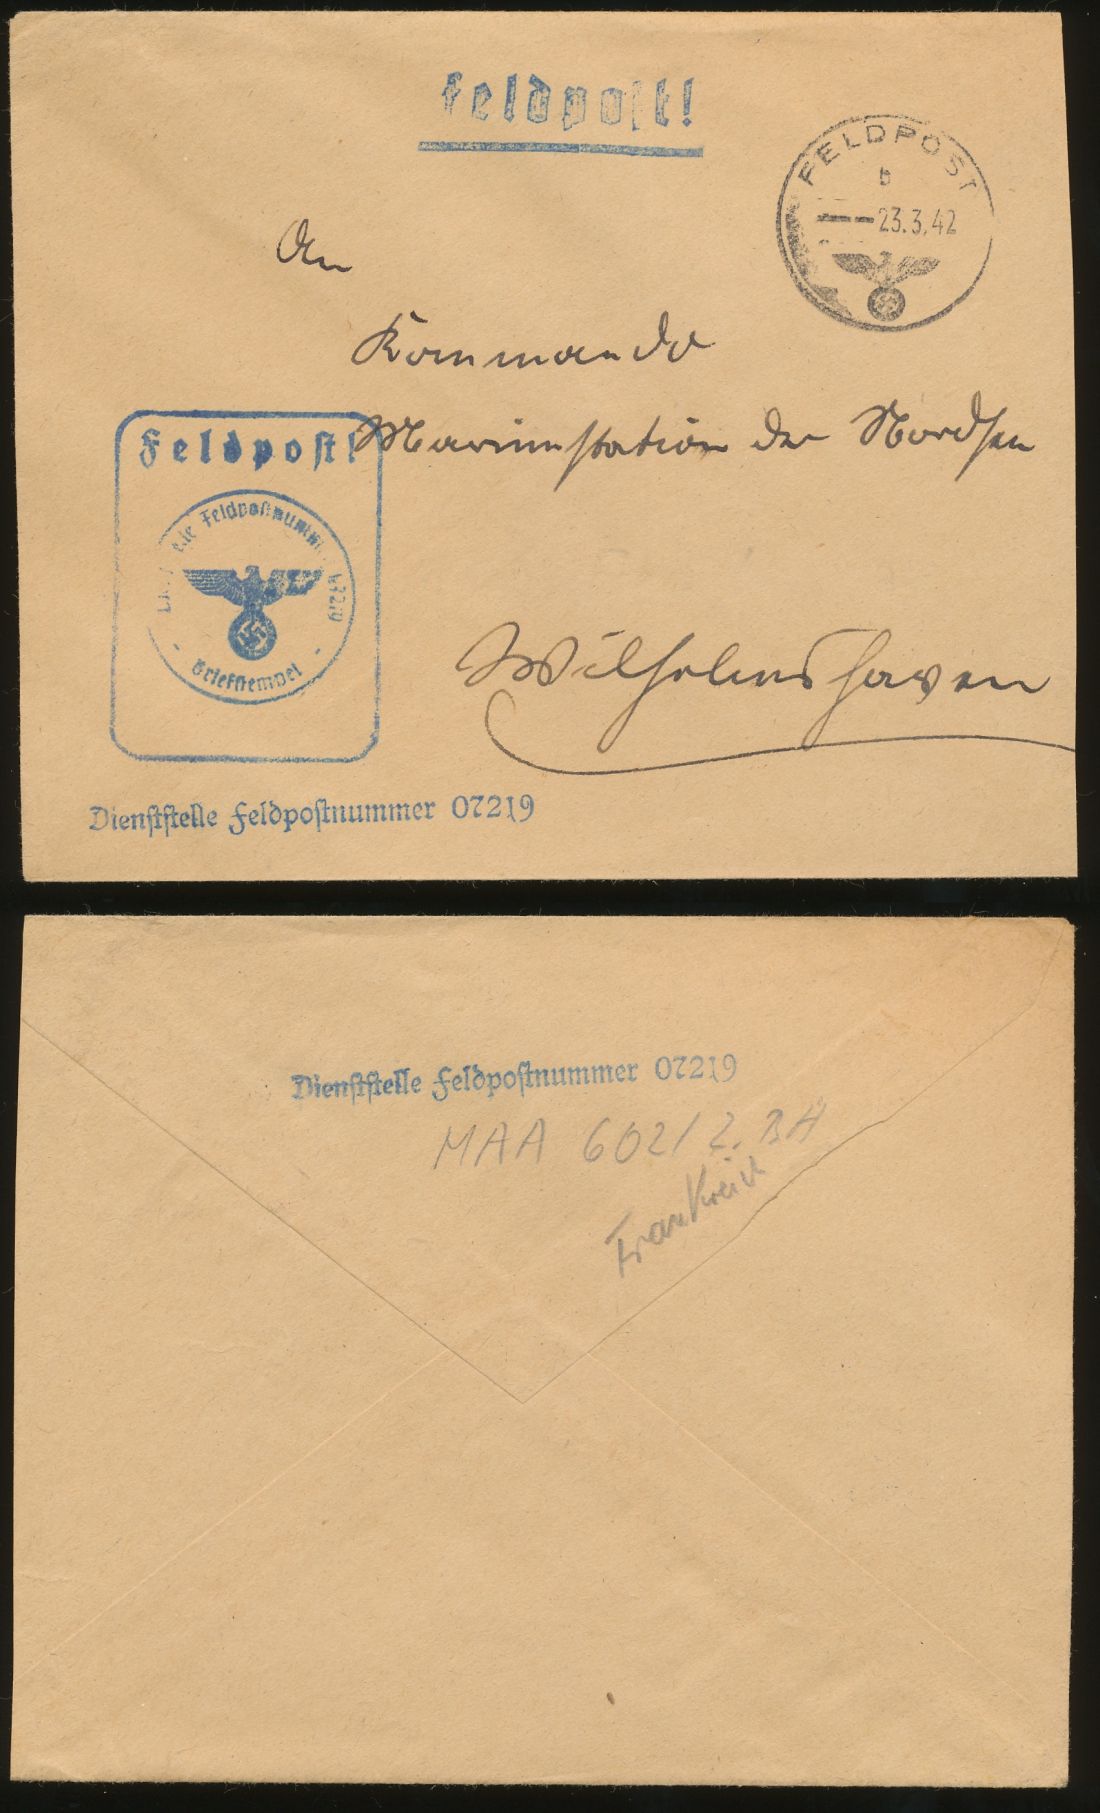 Feldpost!
FELDPOST
b
23.3.42
An
Kommando
Marinestation der Nordsee
Feldpost!
Feldpostnumm
Briefstempel
Wilhelmshaven
Dienststelle Feldpostnummer 07219
Dienststelle Feldpostnummer 07219
MAA 602/2.BA
Frankreich